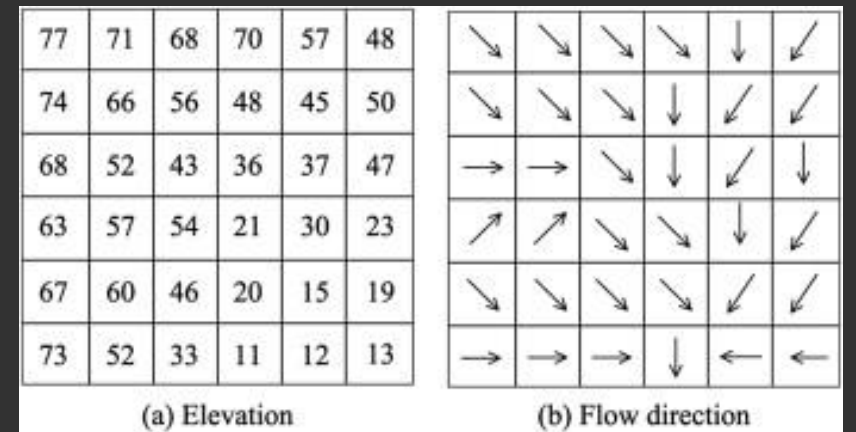 77 71 68 70 57 48
74 66 56 48 45 50
68 52 43 36 37 47
63 57 54 21 30 23
67 60 46 20 15 19
73 52 33 11 12 13
(a) Elevation
(b) Flow direction